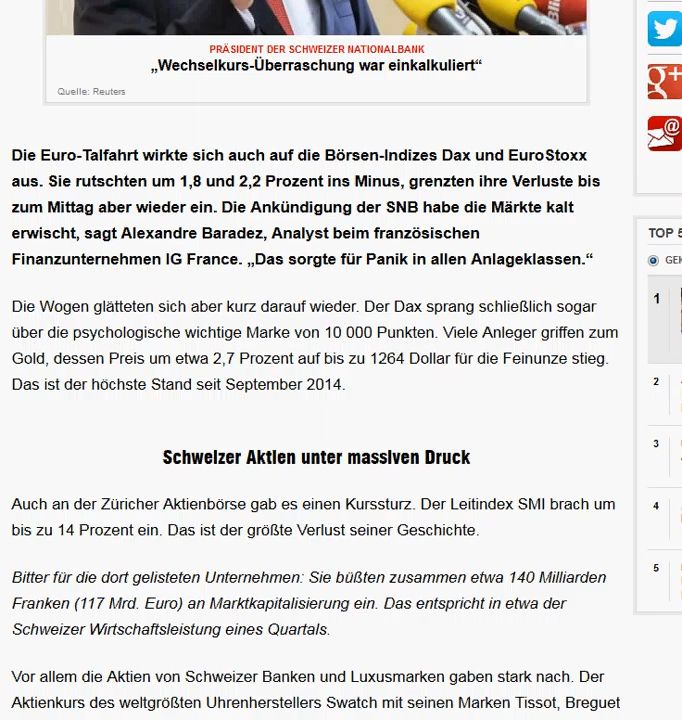 PRÄSIDENT DER SCHWEIZER NATIONALBANK
„Wechselkurs-Überraschung war einkalkuliert“
Quelle: Reuters
Die Euro-Talfahrt wirkte sich auch auf die Börsen-Indizes Dax und EuroStoxx
aus. Sie rutschten um 1,8 und 2,2 Prozent ins Minus, grenzten ihre Verluste bis
zum Mittag aber wieder ein. Die Ankündigung der SNB habe die Märkte kalt
erwischt, sagt Alexandre Baradez, Analyst beim französischen
Finanzunternehmen IG France. „Das sorgte für Panik in allen Anlageklassen.“
Die Wogen glätteten sich aber kurz darauf wieder. Der Dax sprang schließlich sogar
über die psychologische wichtige Marke von 10 000 Punkten. Viele Anleger griffen zum
Gold, dessen Preis um etwa 2,7 Prozent auf bis zu 1264 Dollar für die Feinunze stieg.
Das ist der höchste Stand seit September 2014.
Schweizer Aktien unter massiven Druck
Auch an der Züricher Aktienbörse gab es einen Kurssturz. Der Leitindex SMI brach um
bis zu 14 Prozent ein. Das ist der größte Verlust seiner Geschichte.
Bitter für die dort gelisteten Unternehmen: Sie büßten zusammen etwa 140 Milliarden
Franken (117 Mrd. Euro) an Marktkapitalisierung ein. Das entspricht in etwa der
Schweizer Wirtschaftsleistung eines Quartals.
Vor allem die Aktien von Schweizer Banken und Luxusmarken gaben stark nach. Der
Aktienkurs des weltgrößten Uhrenherstellers Swatch mit seinen Marken Tissot, Breguet
g+
@
TOP 5
GEK
1
2
3
4
5